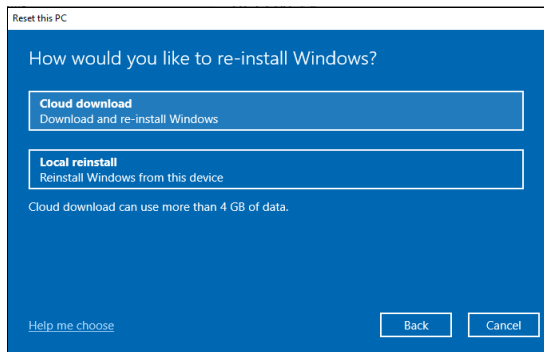 Reset this PC
How would you like to re-install Windows?
Cloud download
Download and re-install Windows
Local reinstall
Reinstall Windows from this device
Cloud download can use more than 4 GB of data.
Help me choose
Back
Cancel